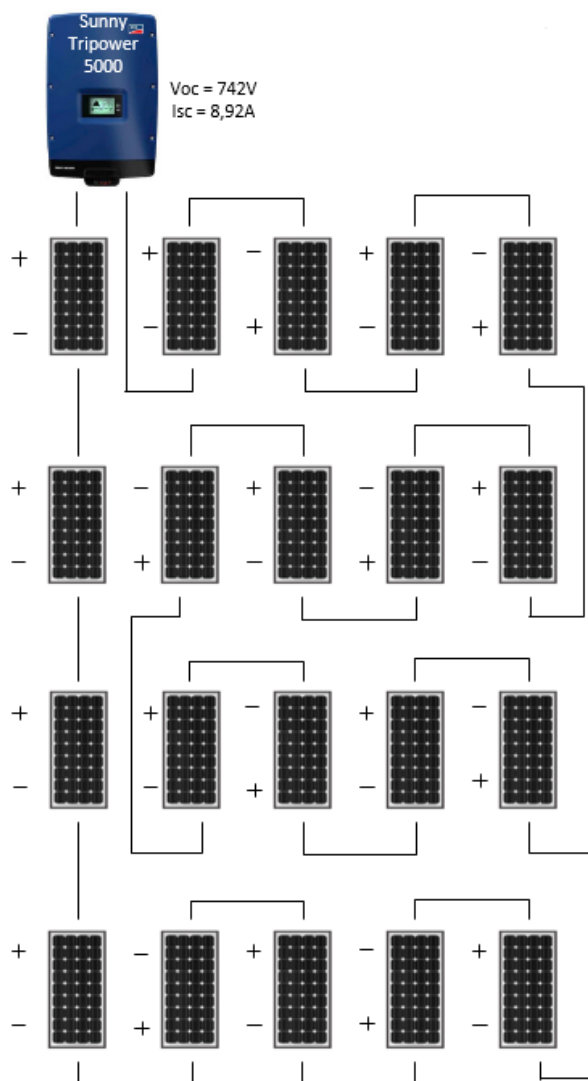 Sunny
Tripower
5000
Voc = 742V
Isc = 8,92A
+ + − + −
− − + − +
+ − + − +
− + − + −
+ + − + −
− − + − +
+ − + − +
− + − + −